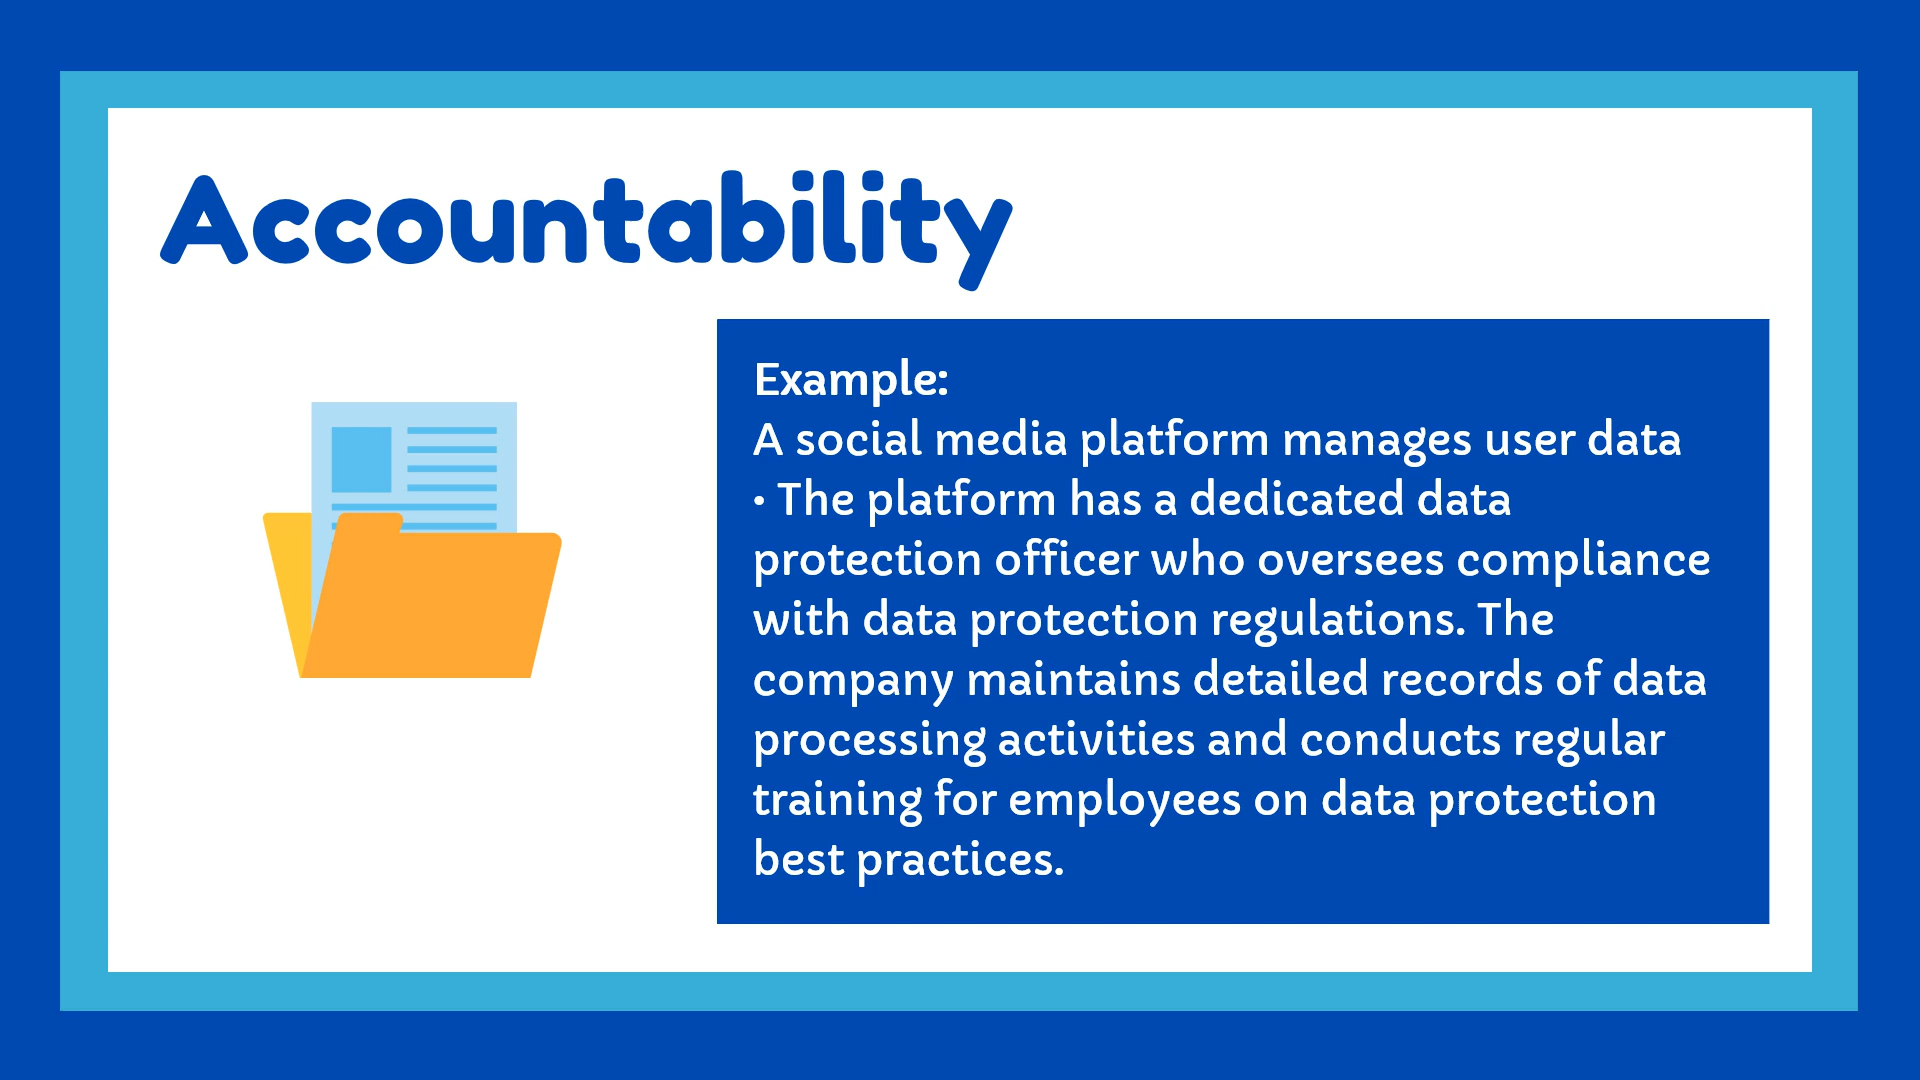 Accountability
Example:
A social media platform manages user data
• The platform has a dedicated data
protection officer who oversees compliance
with data protection regulations. The
company maintains detailed records of data
processing activities and conducts regular
training for employees on data protection
best practices.